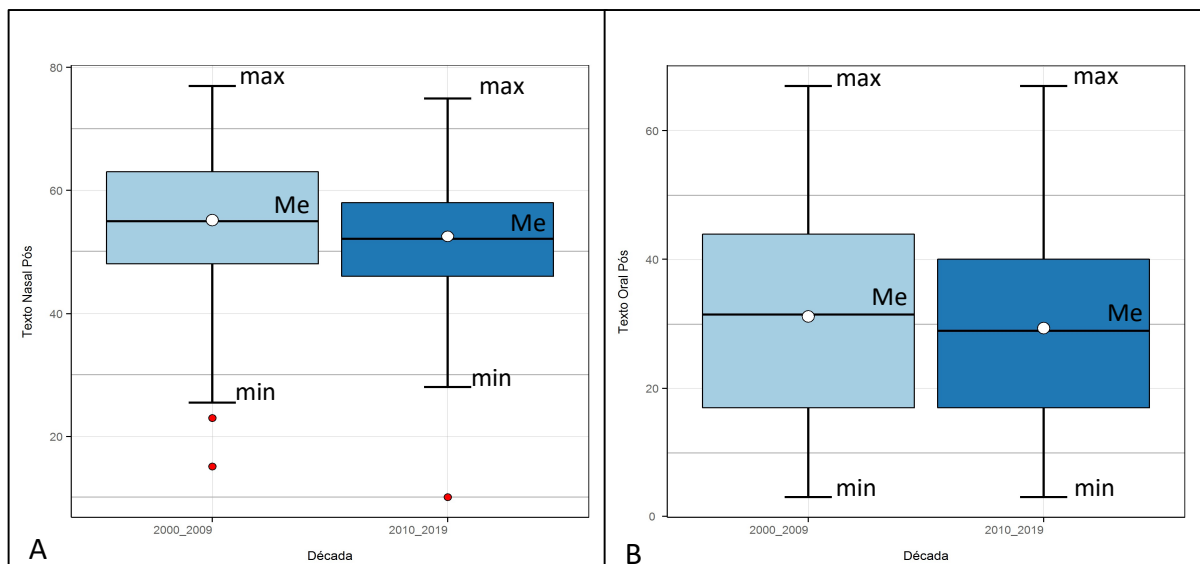 80
60
40
20
Texto Nasal Pós
max
max
Me
Me
min
min
2000_2009
2010_2019
Década
A
60
40
20
0
Texto Oral Pós
max
max
Me
Me
min
min
2000_2009
2010_2019
Década
B